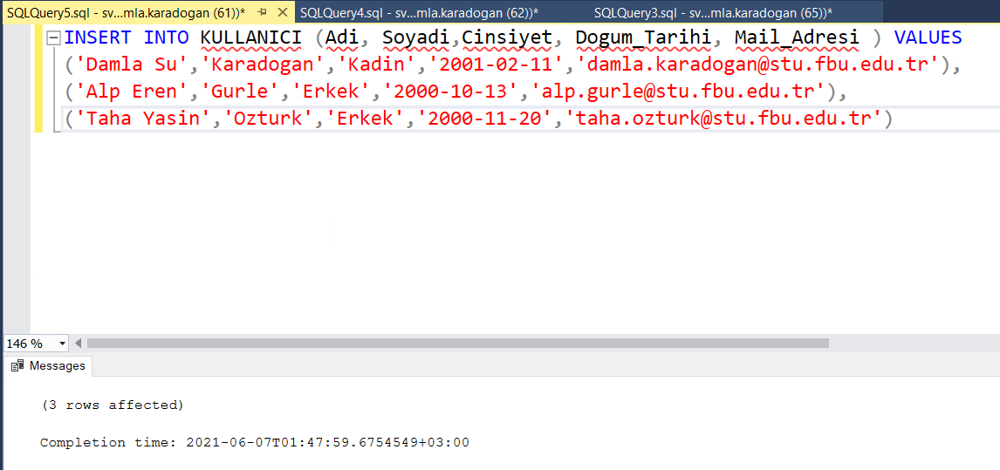 SQLQuery5.sql - sv...mla.karadogan (61))* SQLQuery4.sql - sv...mla.karadogan (62))* SQLQuery3.sql - sv...mla.karadogan (65))*
INSERT INTO KULLANICI (Adi, Soyadi,Cinsiyet, Dogum_Tarihi, Mail_Adresi ) VALUES
('Damla Su','Karadogan','Kadin','2001-02-11','damla.karadogan@stu.fbu.edu.tr'),
('Alp Eren','Gurle','Erkek','2000-10-13','alp.gurle@stu.fbu.edu.tr'),
('Taha Yasin','Ozturk','Erkek','2000-11-20','taha.ozturk@stu.fbu.edu.tr')
146 %
Messages
(3 rows affected)
Completion time: 2021-06-07T01:47:59.6754549+03:00